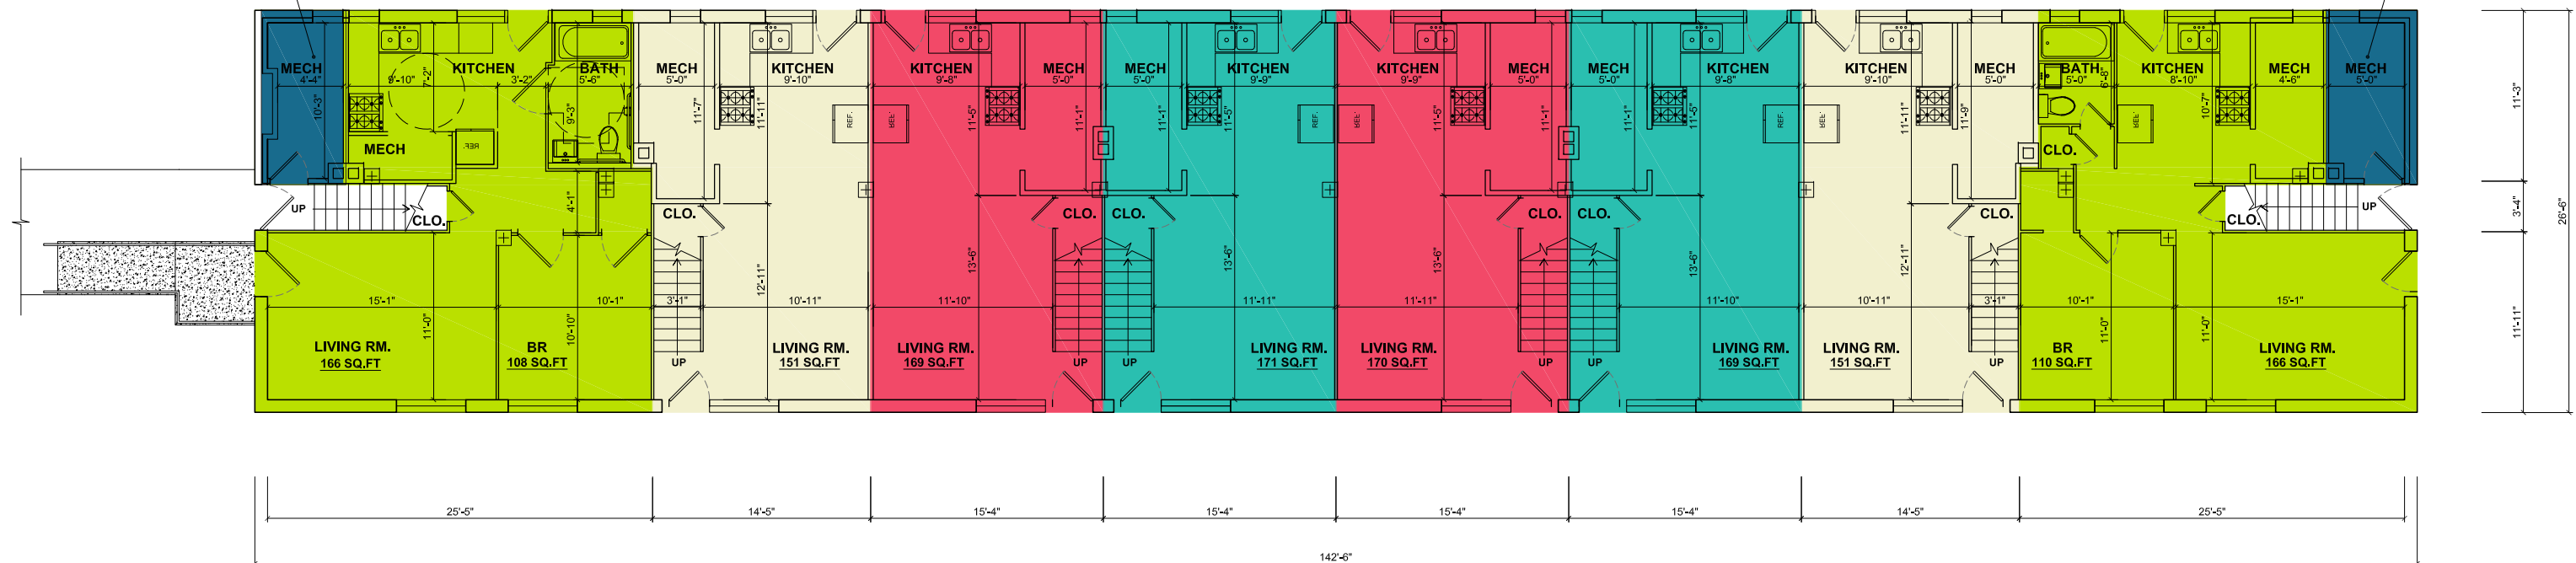 MECH
4'-4"
10'-3"
9'-10"
7'-2"
KITCHEN
3'-2"
BATH
5'-6"
9'-3"
MECH
REF.
MECH
5'-0"
11'-7"
KITCHEN
9'-10"
11'-11"
REF.
KITCHEN
9'-8"
11'-5"
REF.
MECH
5'-0"
11'-1"
MECH
5'-0"
11'-1"
KITCHEN
9'-9"
11'-5"
REF.
KITCHEN
9'-9"
11'-5"
REF.
MECH
5'-0"
11'-1"
MECH
5'-0"
11'-1"
KITCHEN
9'-8"
11'-5"
REF.
KITCHEN
9'-10"
11'-11"
REF.
MECH
5'-0"
11'-9"
BATH
5'-0"
6'-8"
CLO.
KITCHEN
8'-10"
10'-7"
REF.
MECH
4'-6"
MECH
5'-0"
UP
CLO.
4'-1"
CLO.
CLO.
CLO.
CLO.
CLO.
CLO.
CLO.
UP
15'-1"
11'-0"
10'-1"
10'-10"
3'-1"
12'-11"
10'-11"
11'-10"
13'-6"
11'-11"
13'-6"
11'-11"
13'-6"
11'-10"
13'-6"
10'-11"
12'-11"
3'-1"
10'-1"
11'-0"
11'-0"
15'-1"
LIVING RM.
166 SQ.FT
BR
108 SQ.FT
UP
LIVING RM.
151 SQ.FT
LIVING RM.
169 SQ.FT
UP
UP
LIVING RM.
171 SQ.FT
LIVING RM.
170 SQ.FT
UP
UP
LIVING RM.
169 SQ.FT
LIVING RM.
151 SQ.FT
UP
BR
110 SQ.FT
LIVING RM.
166 SQ.FT
11'-3"
3'-4"
11'-11"
26'-6"
25'-5"
14'-5"
15'-4"
15'-4"
15'-4"
15'-4"
14'-5"
25'-5"
142'-6"